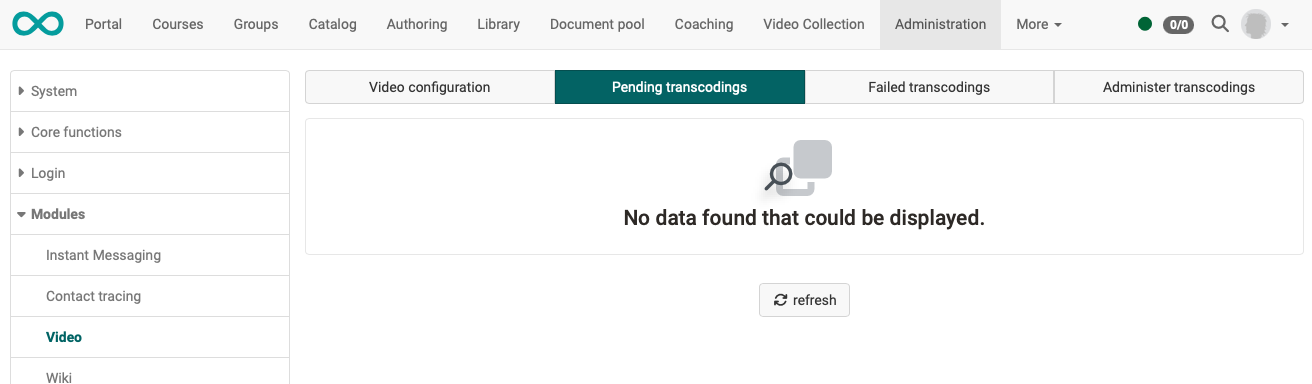 Portal Courses Groups Catalog Authoring Library Document pool Coaching Video Collection Administration More 0/0
System
Core functions
Login
Modules
Instant Messaging
Contact tracing
Video
Wiki
Video configuration Pending transcodings Failed transcodings Administer transcodings
No data found that could be displayed.
refresh